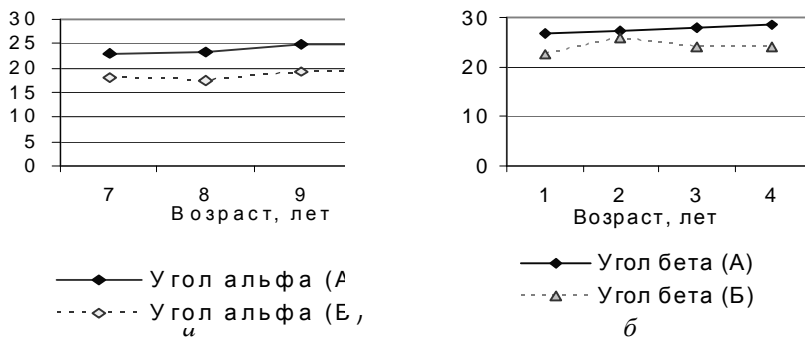 30
25
20
15
10
5
0
7 8 9
Возраст, лет
Угол альфа (А
Угол альфа (Б,
30
20
10
0
1 2 3 4
Возраст, лет
Угол бета (А)
Угол бета (Б)
б